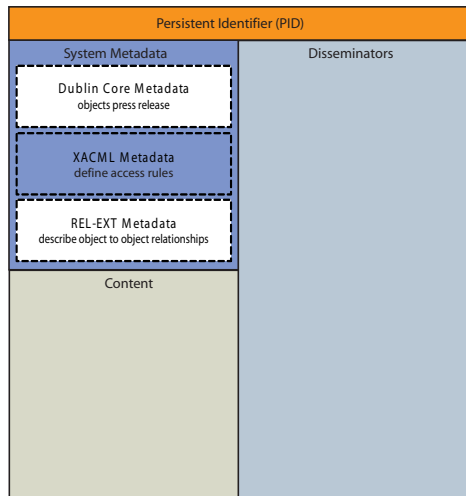 Persistent Identifier (PID)
System Metadata
Dublin Core Metadata
objects press release
XACML Metadata
define access rules
REL-EXT Metadata
describe object to object relationships
Content
Disseminators